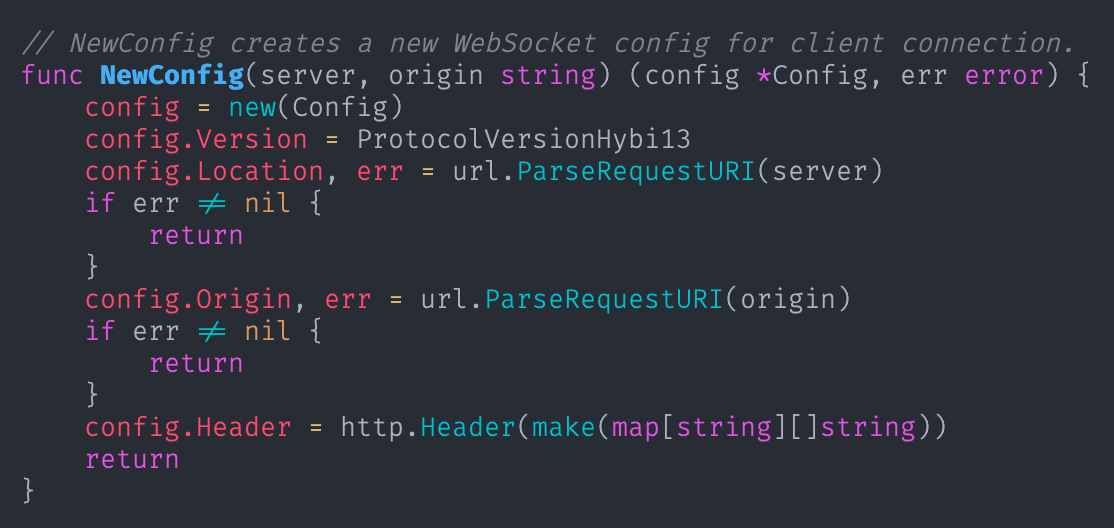 // NewConfig creates a new WebSocket config for client connection.
func NewConfig(server, origin string) (config *Config, err error) {
    config = new(Config)
    config.Version = ProtocolVersionHybi13
    config.Location, err = url.ParseRequestURI(server)
    if err ≠ nil {
        return
    }
    config.Origin, err = url.ParseRequestURI(origin)
    if err ≠ nil {
        return
    }
    config.Header = http.Header(make(map[string][]string))
    return
}